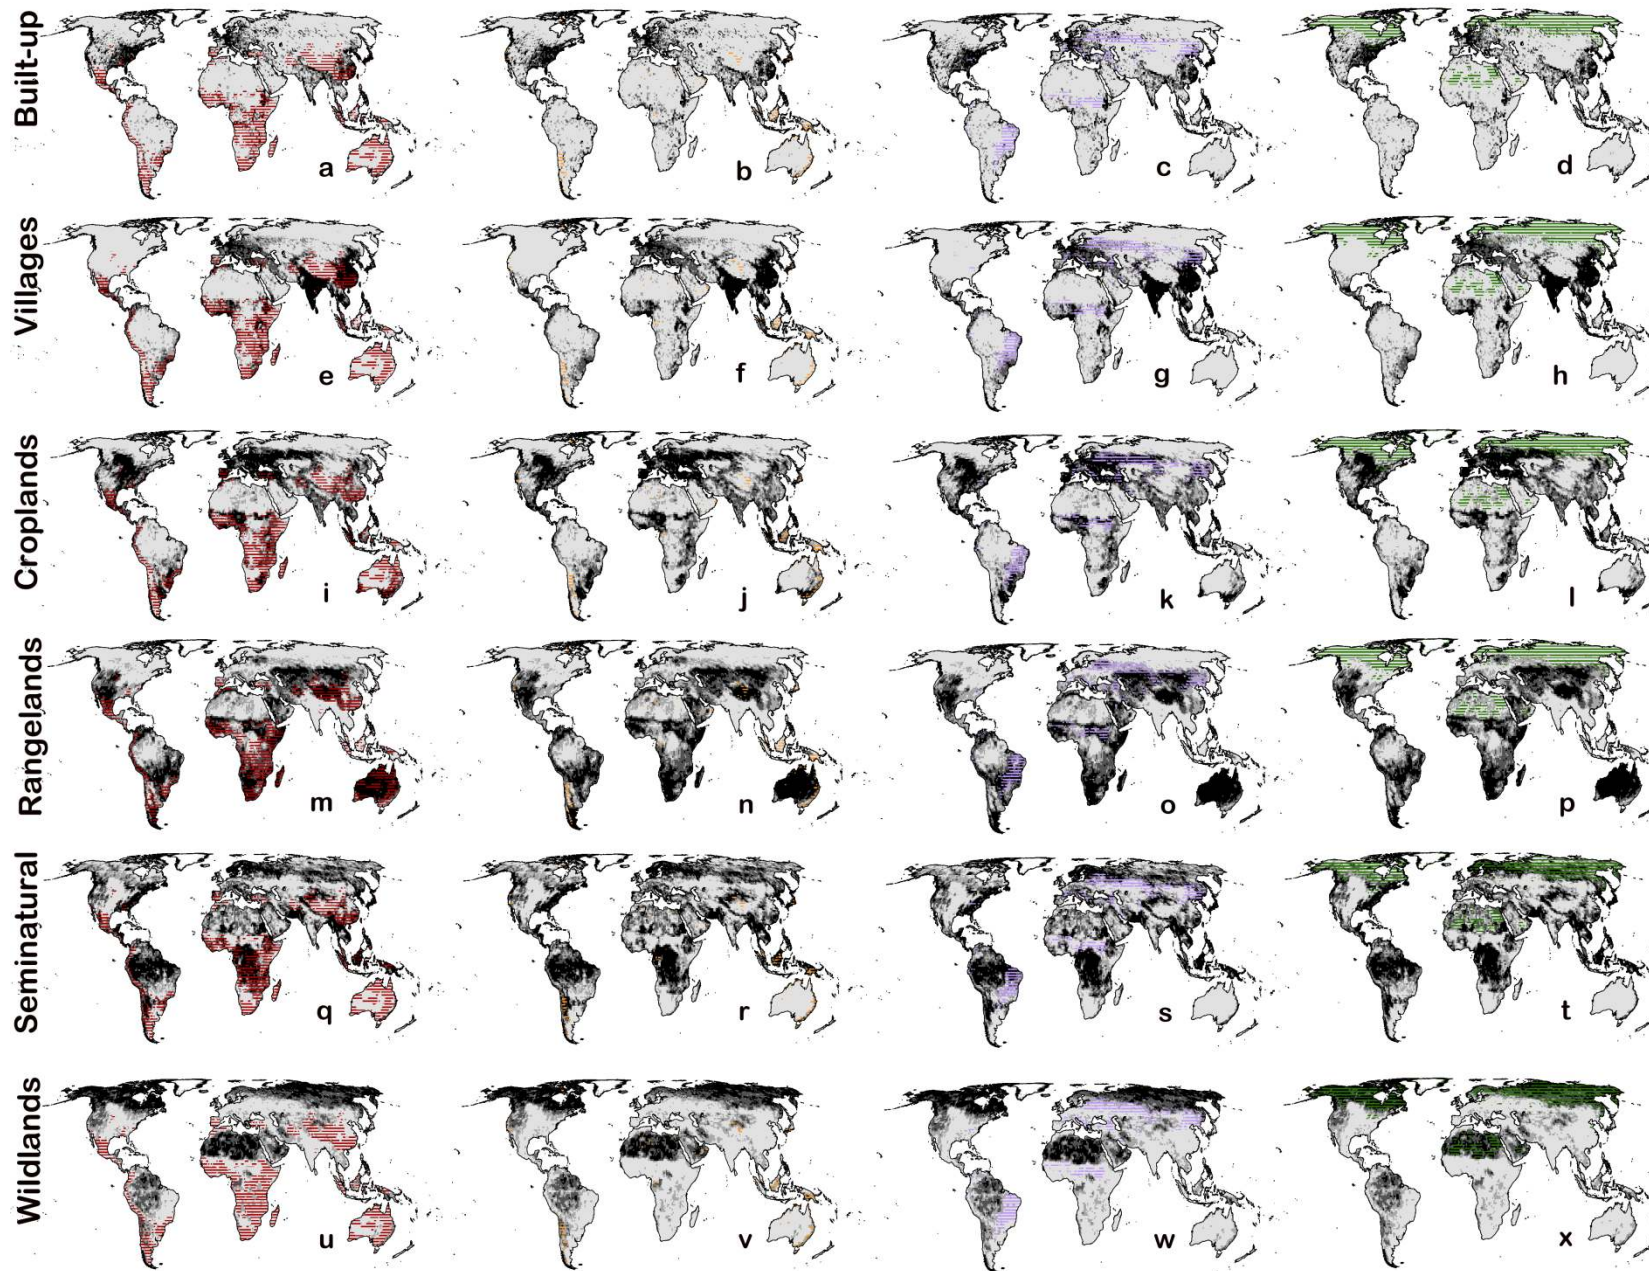 Built-up
a
b
c
d
Villages
e
f
g
h
Croplands
i
j
k
l
Rangelands
m
n
o
p
Seminatural
q
r
s
t
Wildlands
u
v
w
x